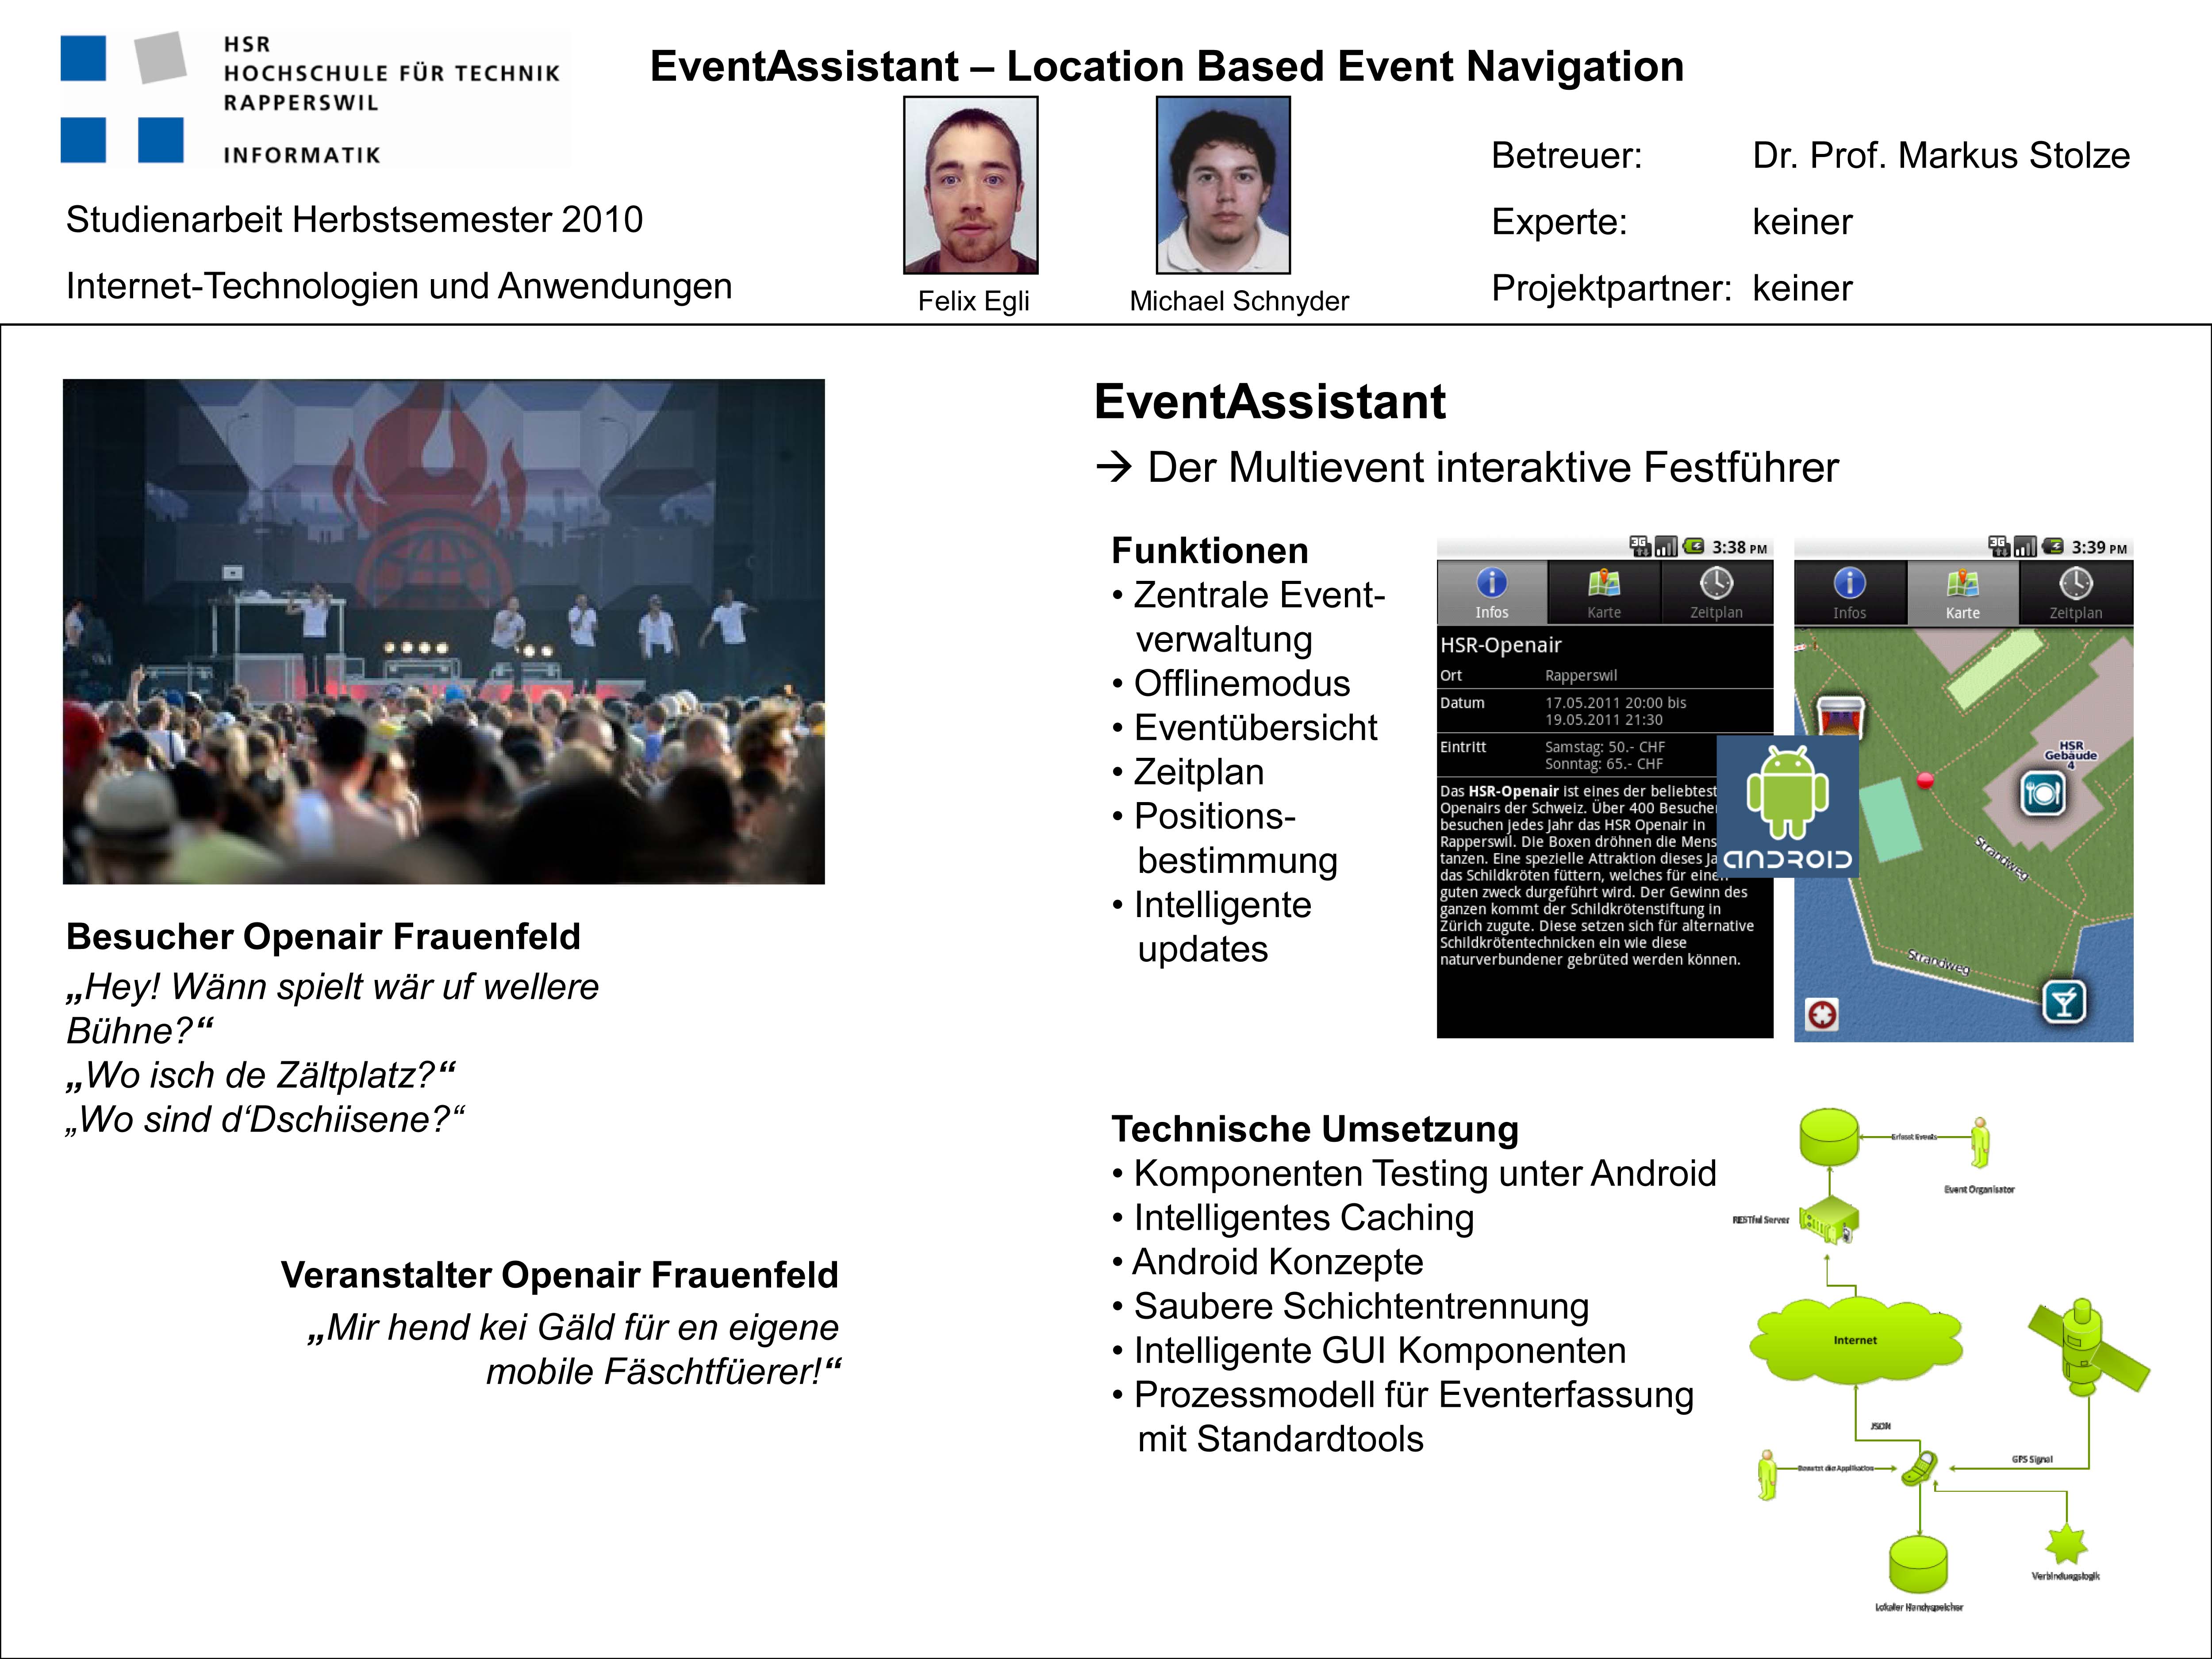 HSR
HOCHSCHULE FÜR TECHNIK
RAPPERSWIL
INFORMATIK
EventAssistant – Location Based Event Navigation
Studienarbeit Herbstsemester 2010
Internet-Technologien und Anwendungen
Felix Egli
Michael Schnyder
Betreuer: Dr. Prof. Markus Stolze
Experte: keiner
Projektpartner: keiner
Besucher Openair Frauenfeld
„Hey! Wänn spielt wär uf wellere
Bühne?“
„Wo isch de Zältplatz?“
„Wo sind d‘Dschiisene?“
Veranstalter Openair Frauenfeld
„Mir hend kei Gäld für en eigene
mobile Fäschtfüerer!“
EventAssistant
→ Der Multievent interaktive Festführer
Funktionen
• Zentrale Event-
verwaltung
• Offlinemodus
• Eventübersicht
• Zeitplan
• Positions-
bestimmung
• Intelligente
updates
3G 3:38 PM
Infos Karte Zeitplan
HSR-Openair
Ort Rapperswil
Datum 17.05.2011 20:00 bis
19.05.2011 21:30
Eintritt Samstag: 50.- CHF
Sonntag: 65.- CHF
Das HSR-Openair ist eines der beliebtest
Openairs der Schweiz. Über 400 Besucher
besuchen jedes Jahr das HSR Openair in
Rapperswil. Die Boxen dröhnen die Mens
tanzen. Eine spezielle Attraktion dieses Ja
das Schildkröten füttern, welches für einen
guten zweck durgeführt wird. Der Gewinn des
ganzen kommt der Schildkrötenstiftung in
Zürich zugute. Diese setzen sich für alternative
Schildkrötentechnicken ein wie diese
naturverbundener gebrüted werden können.
ANDROID
3G 3:39 PM
Infos Karte Zeitplan
HSR
Gebäude
4
Strandweg
Strandweg
Technische Umsetzung
• Komponenten Testing unter Android
• Intelligentes Caching
• Android Konzepte
• Saubere Schichtentrennung
• Intelligente GUI Komponenten
• Prozessmodell für Eventerfassung
mit Standardtools
Erfasst Events
Event Organisator
RESTful Server
Internet
JSON
GPS Signal
Benutzt die Applikation
Verbindungslogik
Lokaler Handyspeicher